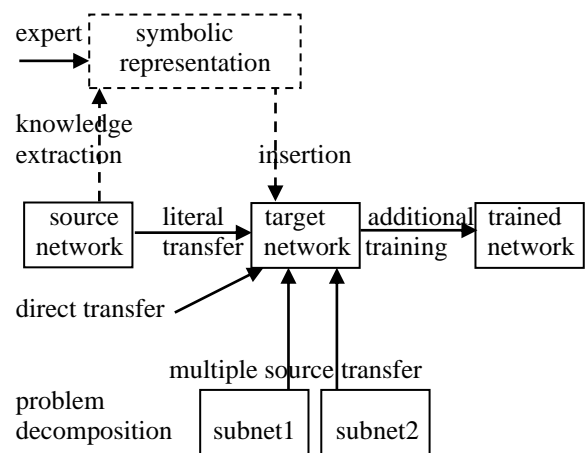 expert
symbolic
representation
knowledge
extraction
insertion
source
network
literal
transfer
target
network
additional
training
trained
network
direct transfer
multiple source transfer
problem
decomposition
subnet1
subnet2